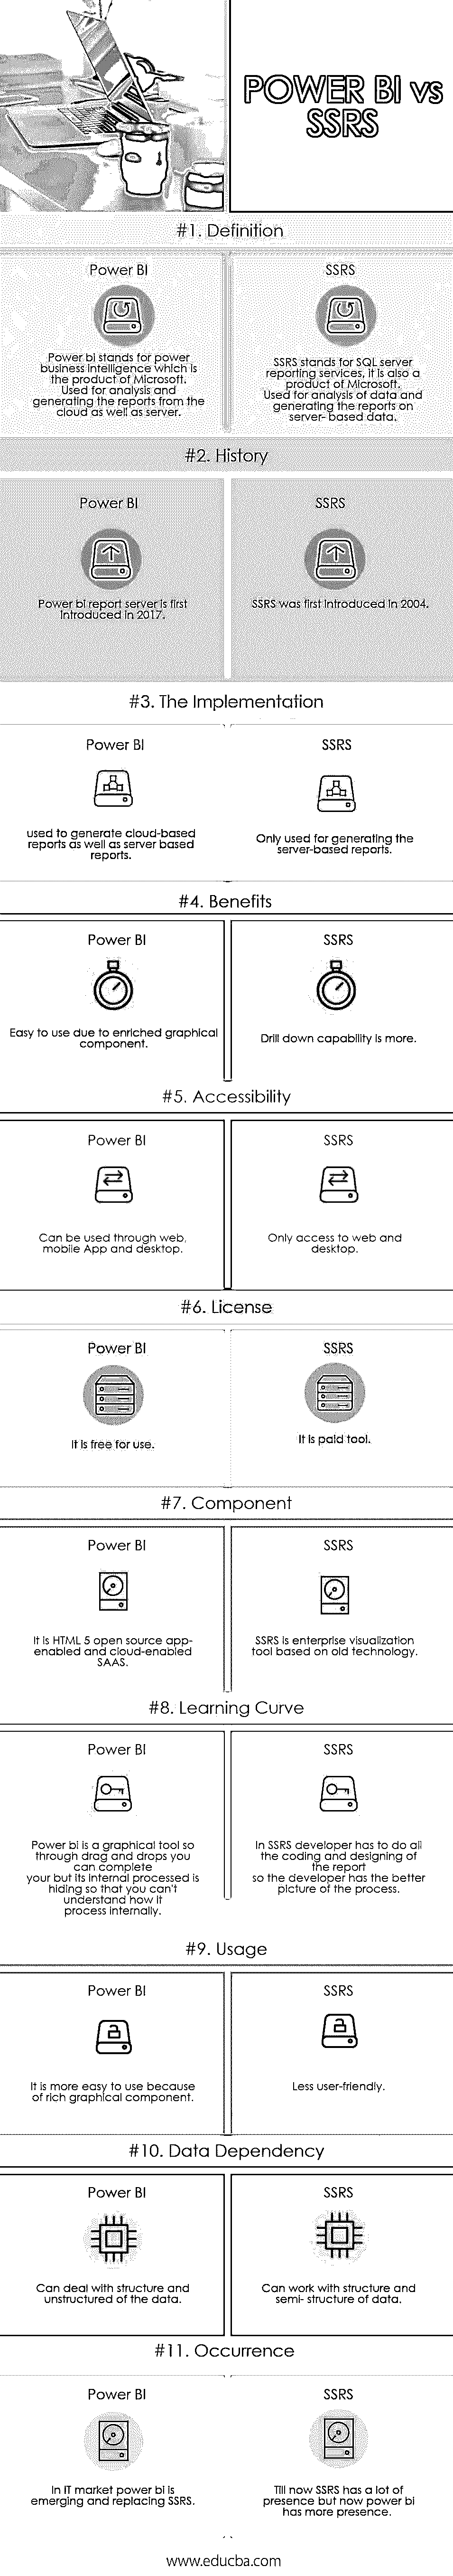 POWER BI vs
SSRS
#1. Definition
Power BI
Power bi stands for power
business intelligence which is
the product of Microsoft.
Used for analysis and
generating the reports from the
cloud as well as server.
SSRS
SSRS stands for SQL server
reporting services, it is also a
product of Microsoft.
Used for analysis of data and
generating the reports on
server- based data.
#2. History
Power BI
Power bi report server is first
introduced in 2017.
SSRS
SSRS was first introduced in 2004.
#3. The Implementation
Power BI
used to generate cloud-based
reports as well as server based
reports.
SSRS
Only used for generating the
server-based reports.
#4. Benefits
Power BI
Easy to use due to enriched graphical
component.
SSRS
Drill down capability is more.
#5. Accessibility
Power BI
Can be used through web,
mobile App and desktop.
SSRS
Only access to web and
desktop.
#6. License
Power BI
It is free for use.
SSRS
It is paid tool.
#7. Component
Power BI
It is HTML 5 open source app-
enabled and cloud-enabled
SAAS.
SSRS
SSRS is enterprise visualization
tool based on old technology.
#8. Learning Curve
Power BI
Power bi is a graphical tool so
through drag and drops you
can complete
your but its internal processed is
hiding so that you can't
understand how it
process internally.
SSRS
In SSRS developer has to do all
the coding and designing of
the report
so the developer has the better
picture of the process.
#9. Usage
Power BI
It is more easy to use because
of rich graphical component.
SSRS
Less user-friendly.
#10. Data Dependency
Power BI
Can deal with structure and
unstructured of the data.
SSRS
Can work with structure and
semi- structure of data.
#11. Occurrence
Power BI
In IT market power bi is
emerging and replacing SSRS.
SSRS
Till now SSRS has a lot of
presence but now power bi
has more presence.
www.educba.com